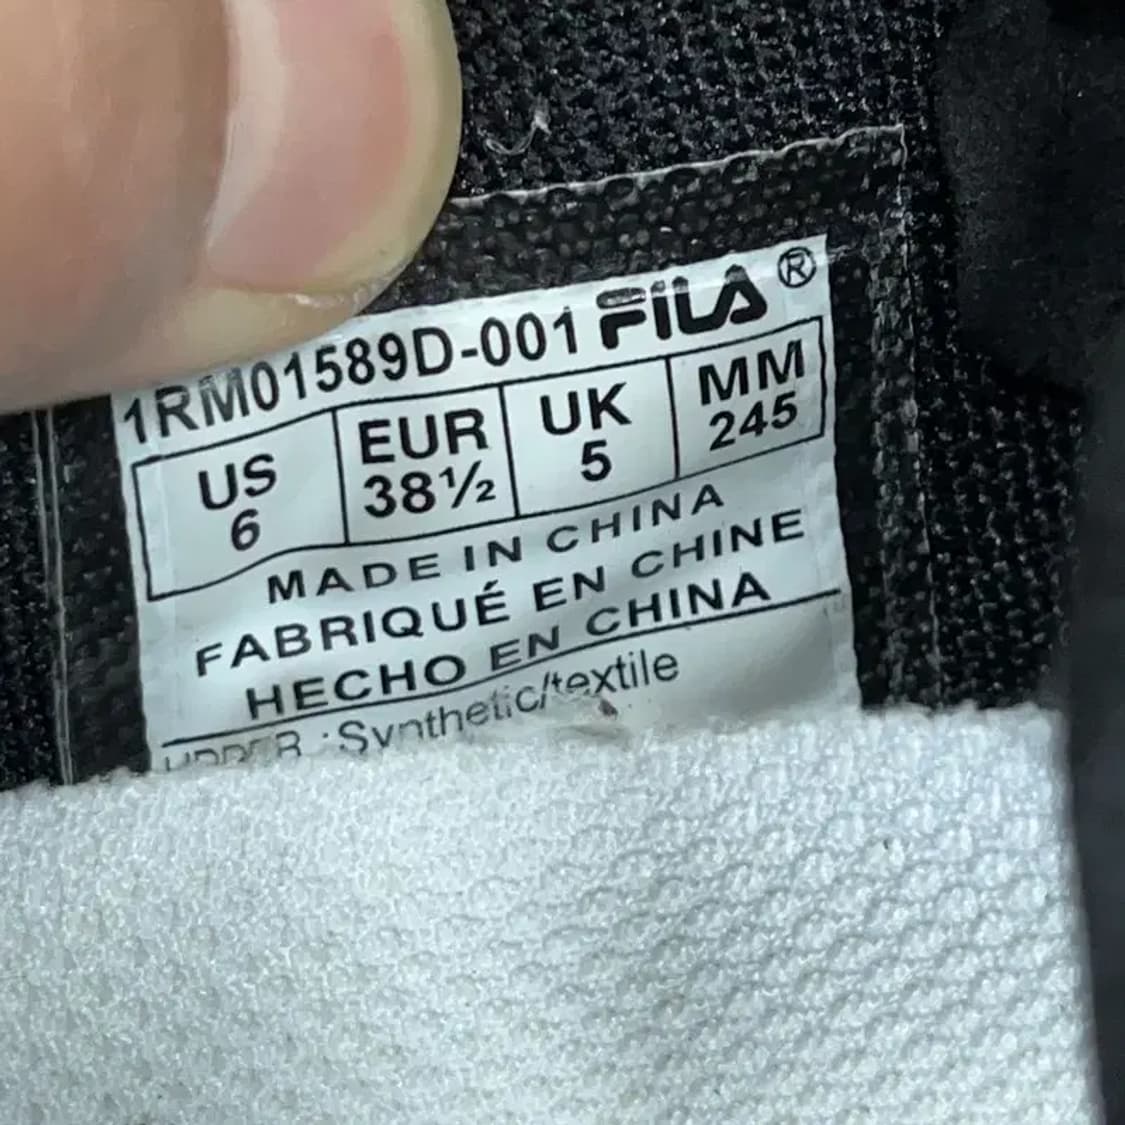 1RM01589D-001 FILA®
US EUR UK MM
6 38½ 5 245
MADE IN CHINA
FABRIQUÉ EN CHINE
HECHO EN CHINA
UPPER :Synthetic/textile